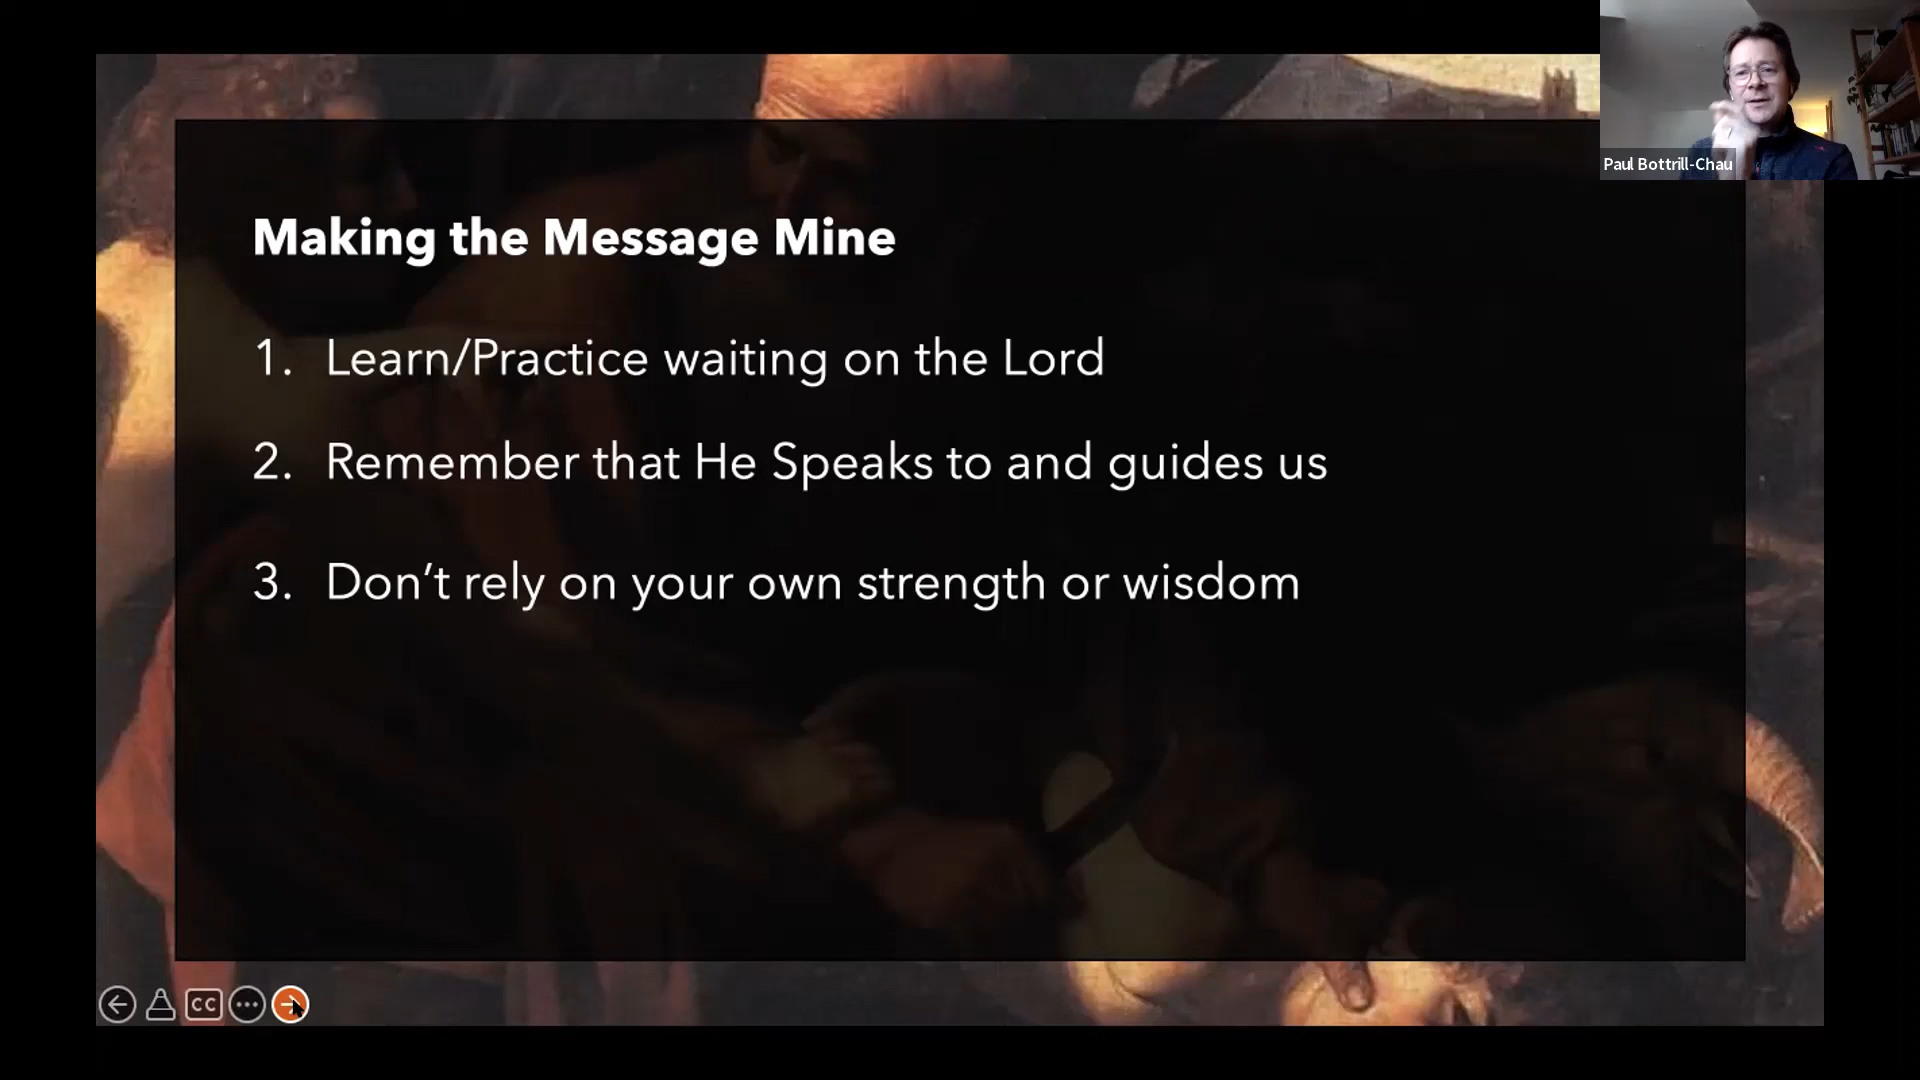 Paul Bottrill-Chau
Making the Message Mine
1. Learn/Practice waiting on the Lord
2. Remember that He Speaks to and guides us
3. Don’t rely on your own strength or wisdom
CC